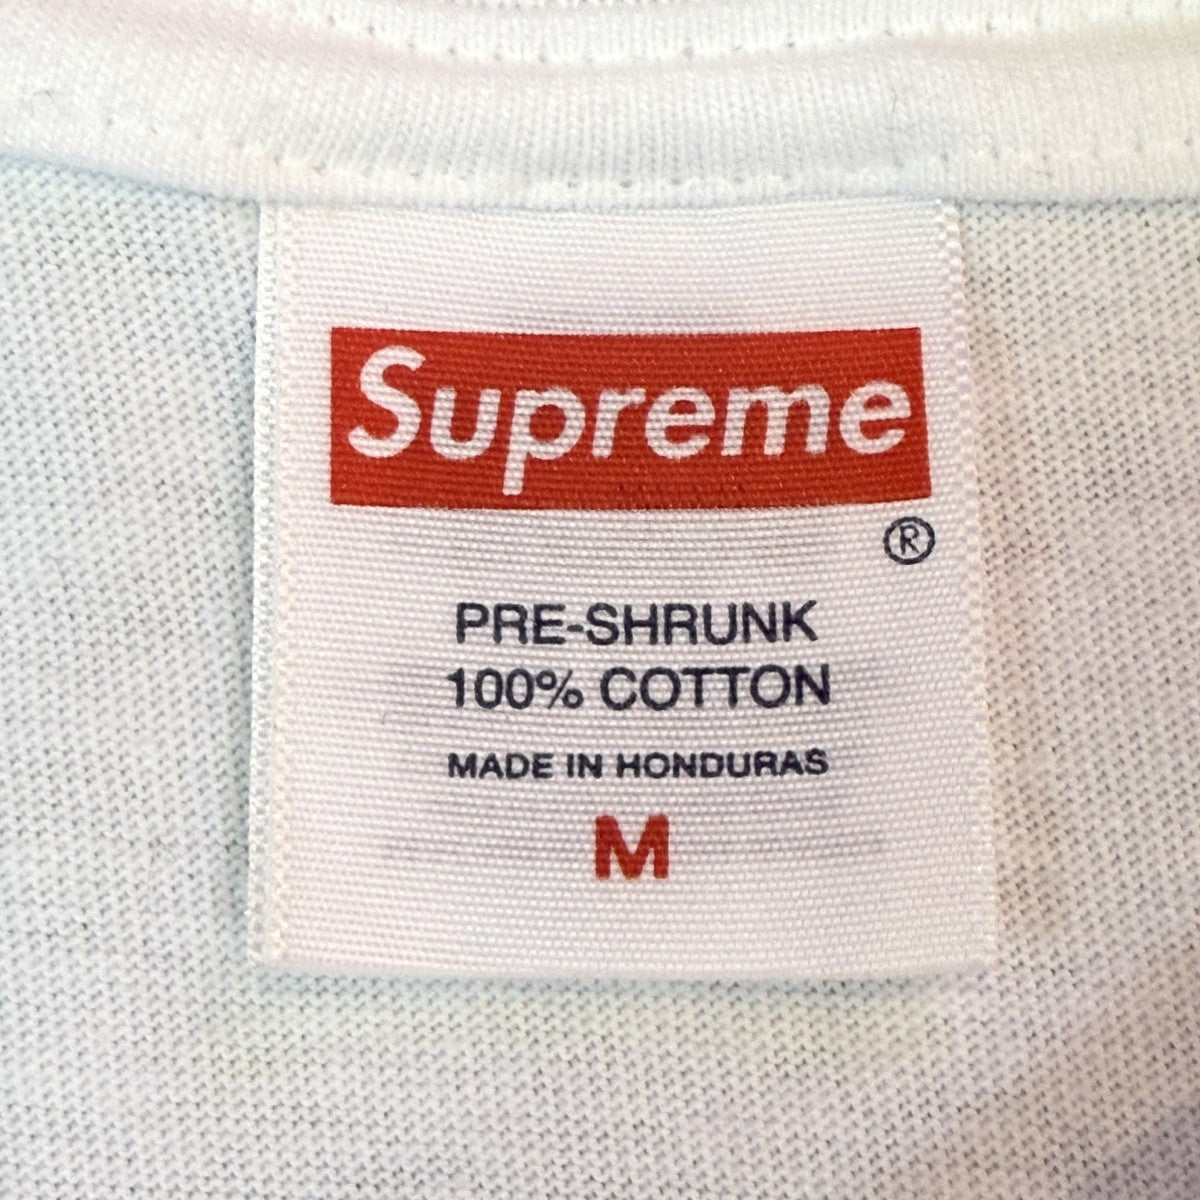 Supreme
®
PRE-SHRUNK
100% COTTON
MADE IN HONDURAS
M